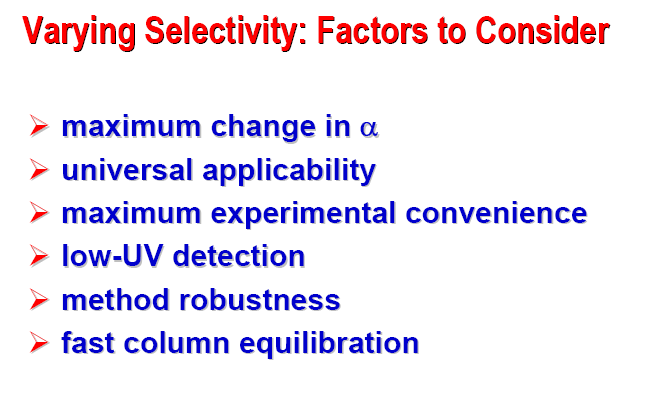 Varying Selectivity: Factors to Consider
maximum change in α
universal applicability
maximum experimental convenience
low-UV detection
method robustness
fast column equilibration